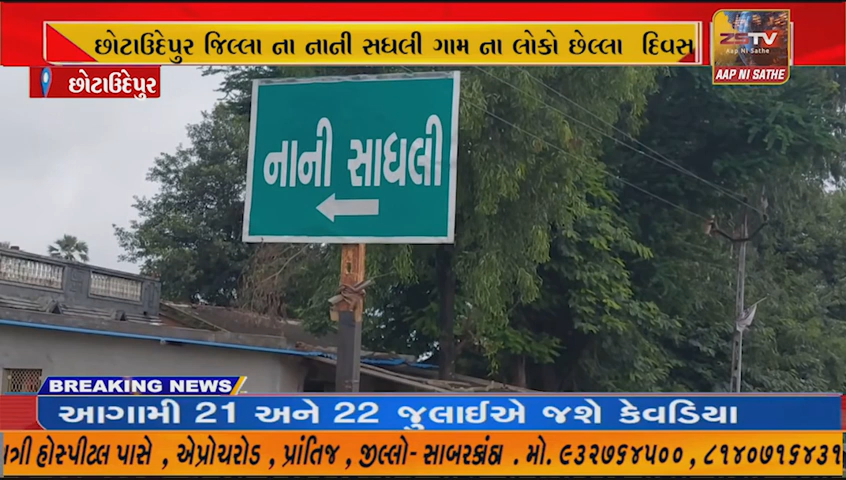 છોટાઉદેપુર જિલ્લા ના નાની સધલી ગામ ના લોકો છેલ્લા દિવસ
ZSTV
Aap Ni Sathe
AAP NI SATHE
છોટાઉદેપુર
નાની સાધલી
BREAKING NEWS
આગામી 21 અને 22 જુલાઈએ જશે કેવડિયા
ત્રી હોસ્પીટલ પાસે , એપ્રોચરોડ , પ્રાંતિજ , જીલ્લો- સાબરકાંઠા . મો. ૯૩૨૭૬૪૫૦૦ , ૮૧૪૦૭૧૬૪૩૧